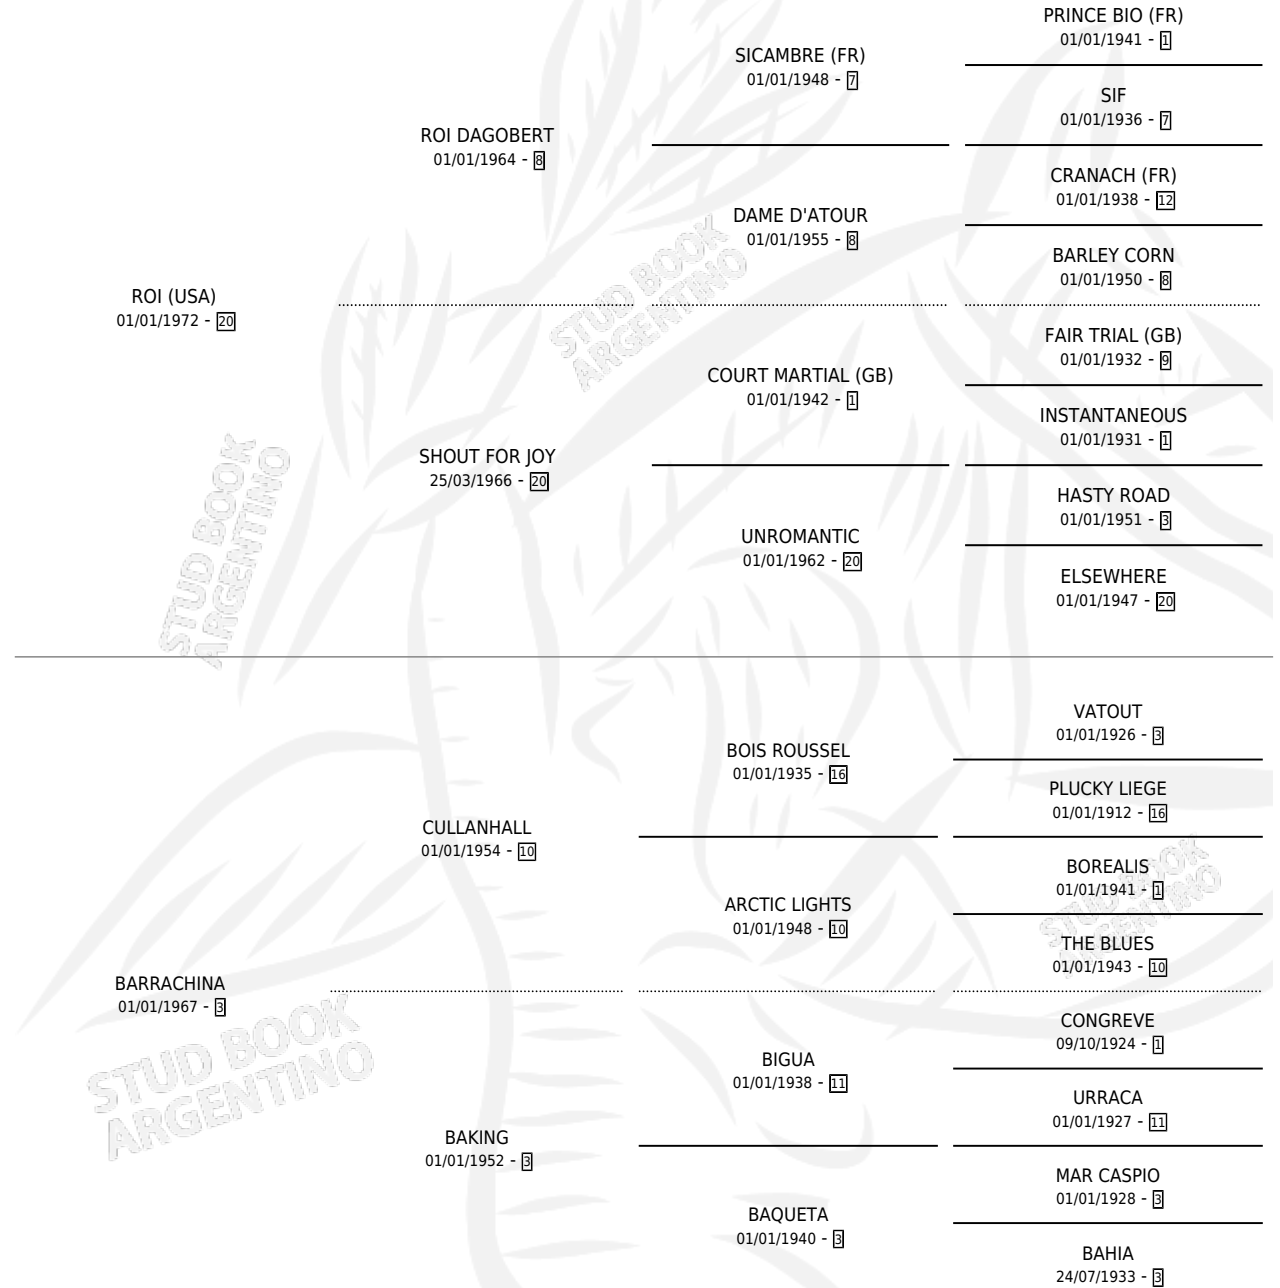 PRINCE BIO (FR)
01/01/1941 - 1
SICAMBRE (FR)
01/01/1948 - 7
SIF
01/01/1936 - 7
ROI DAGOBERT
01/01/1964 - 8
CRANACH (FR)
01/01/1938 - 12
DAME D'ATOUR
01/01/1955 - 8
BARLEY CORN
01/01/1950 - 8
ROI (USA)
01/01/1972 - 20
STUD BOOK
ARGENTINO
FAIR TRIAL (GB)
01/01/1932 - 9
COURT MARTIAL (GB)
01/01/1942 - 1
INSTANTANEOUS
01/01/1931 - 1
SHOUT FOR JOY
25/03/1966 - 20
HASTY ROAD
01/01/1951 - 3
UNROMANTIC
01/01/1962 - 20
ELSEWHERE
01/01/1947 - 20
STUD BOOK
ARGENTINO
VATOUT
01/01/1926 - 3
BOIS ROUSSEL
01/01/1935 - 16
PLUCKY LIEGE
01/01/1912 - 16
CULLANHALL
01/01/1954 - 10
BOREALIS
01/01/1941 - 1
ARCTIC LIGHTS
01/01/1948 - 10
THE BLUES
01/01/1943 - 10
STUD BOOK
ARGENTINO
BARRACHINA
01/01/1967 - 3
CONGREVE
09/10/1924 - 1
BIGUA
01/01/1938 - 11
URRACA
01/01/1927 - 11
STUD BOOK
ARGENTINO
BAKING
01/01/1952 - 3
MAR CASPIO
01/01/1928 - 3
BAQUETA
01/01/1940 - 3
BAHIA
24/07/1933 - 3